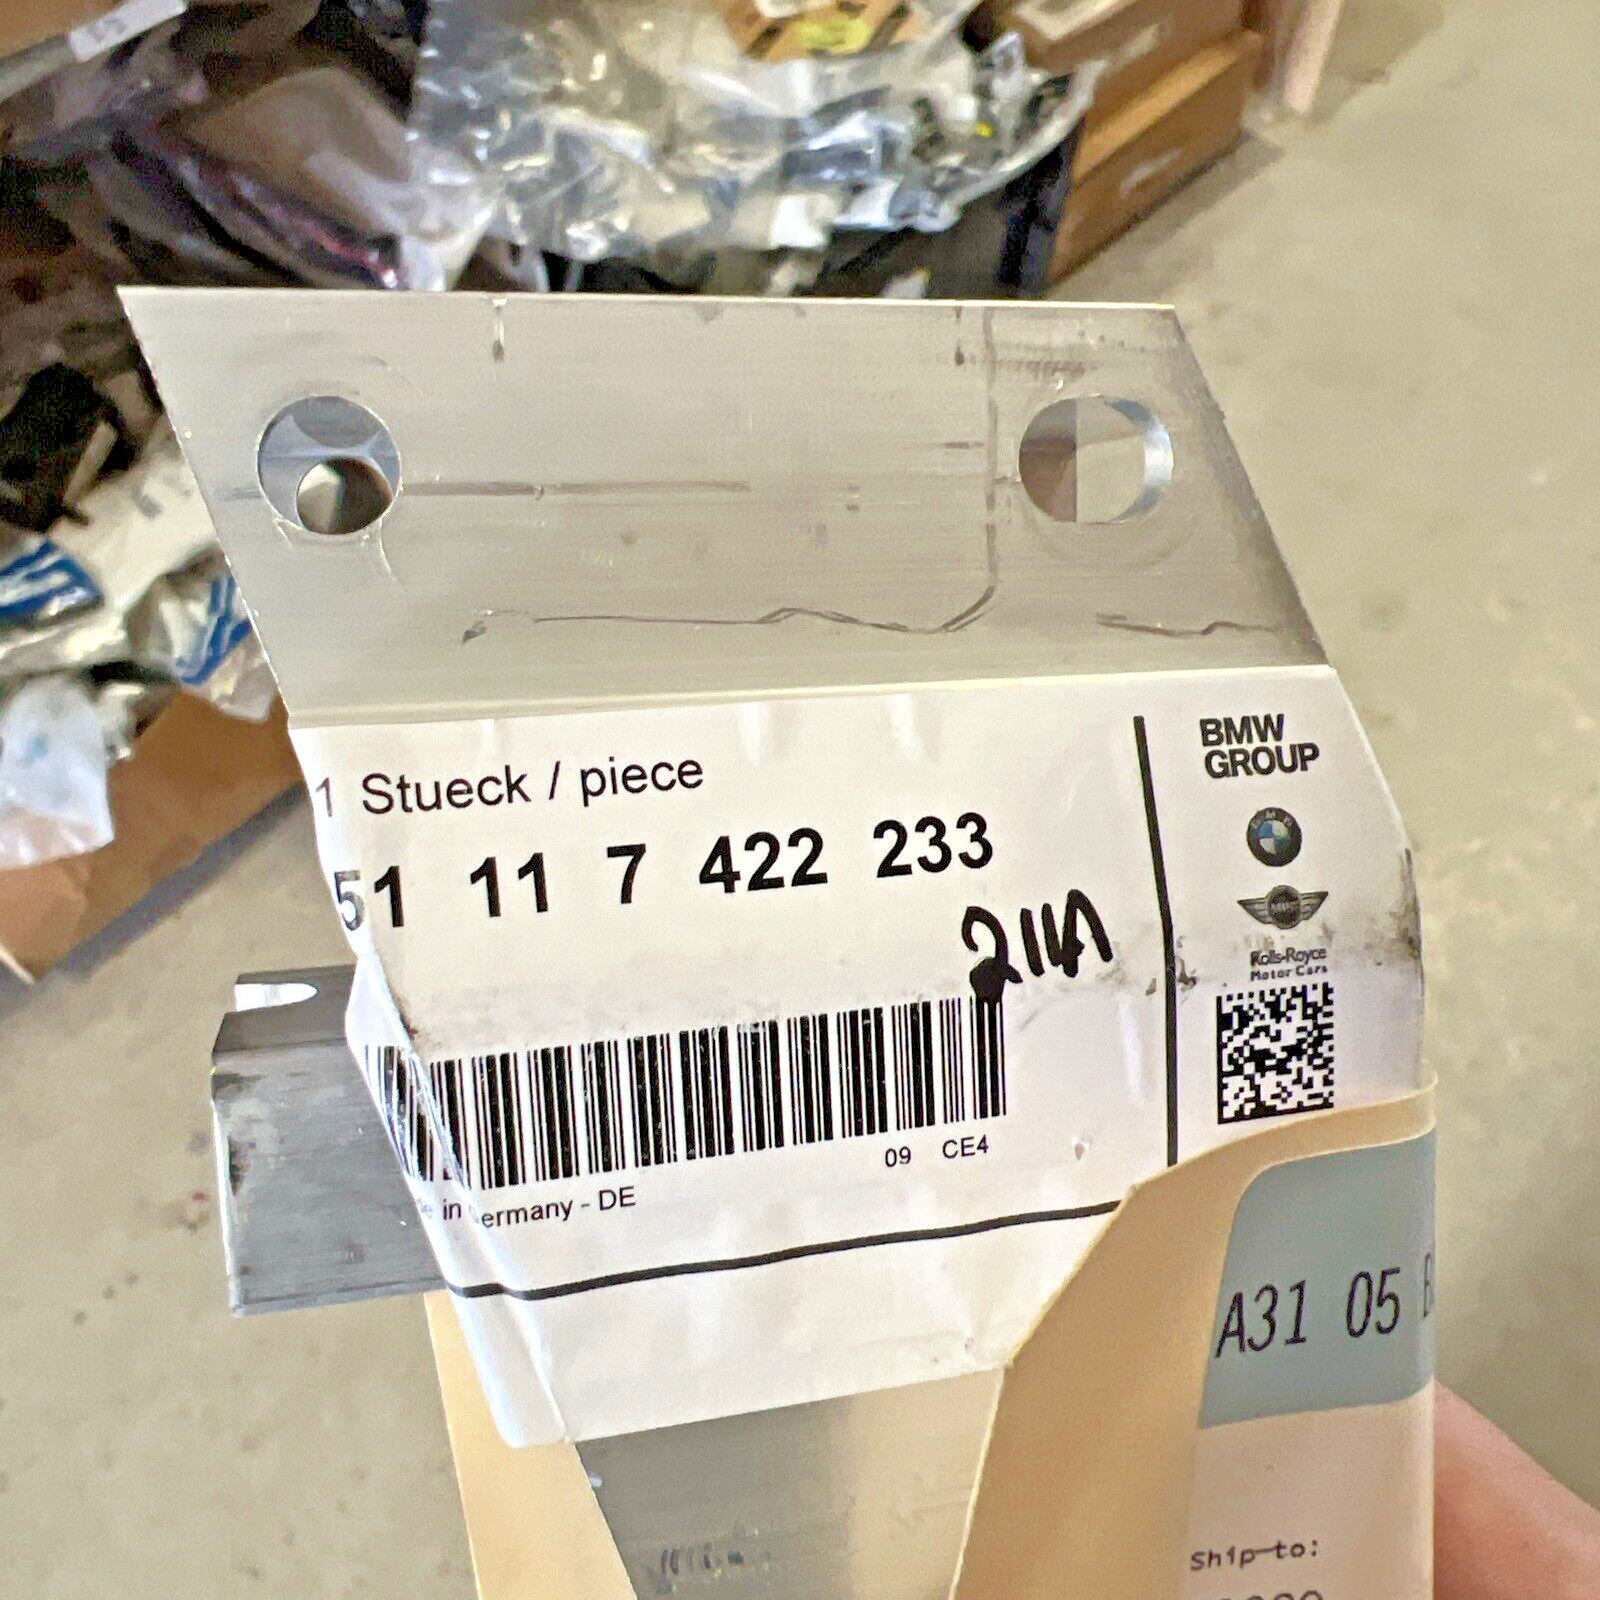 1 Stueck / piece
51 11 7 422 233
BMW
GROUP
Rolls-Royce
Motor Cars
09 CE4
in Germany - DE
A31 05
Ship-to: